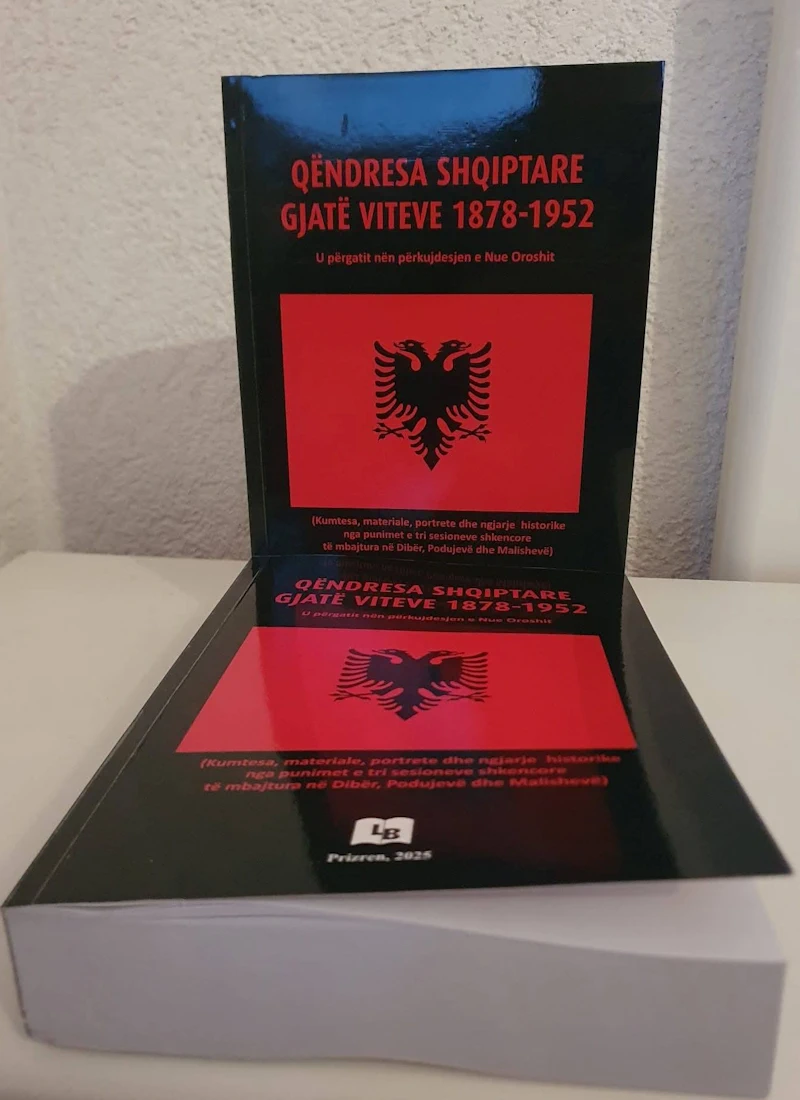 QËNDRESA SHQIPTARE
GJATË VITEVE 1878-1952
U përgatit nën përkujdesjen e Nue Oroshit
(Kumtesa, materiale, portrete dhe ngjarje historike
nga punimet e tri sesioneve shkencore
të mbajtura në Dibër, Podujevë dhe Malishevë)
QËNDRESA SHQIPTARE
GJATË VITEVE 1878-1952
U përgatit nën përkujdesjen e Nue Oroshit
(Kumtesa, materiale, portrete dhe ngjarje historike
nga punimet e tri sesioneve shkencore
të mbajtura në Dibër, Podujevë dhe Malishevë)
LB
Prizren, 2025